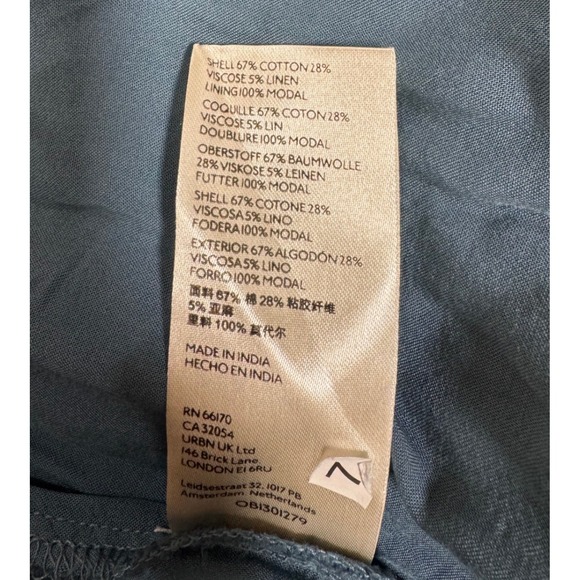 SHELL 67% COTTON 28%
VISCOSE 5% LINEN
LINING 100% MODAL
COQUILLE 67% COTON 28%
VISCOSE 5% LIN
DOUBLURE 100% MODAL
OBERSTOFF 67% BAUMWOLLE
28% VISKOSE 5% LEINEN
FUTTER 100% MODAL
SHELL 67% COTONE 28%
VISCOSA 5% LINO
FODERA 100% MODAL
EXTERIOR 67% ALGODÓN 28%
VISCOSA 5% LINO
FORRO 100% MODAL
面料 67% 棉 28% 粘胶纤维
5% 亚麻
里料 100% 莫代尔
MADE IN INDIA
HECHO EN INDIA
RN 66170
CA 32054
URBN UK Ltd
146 Brick Lane
LONDON E1 6RU
Leidsestraat 32, 1017 PB
Amsterdam, Netherlands
OB1301279
7